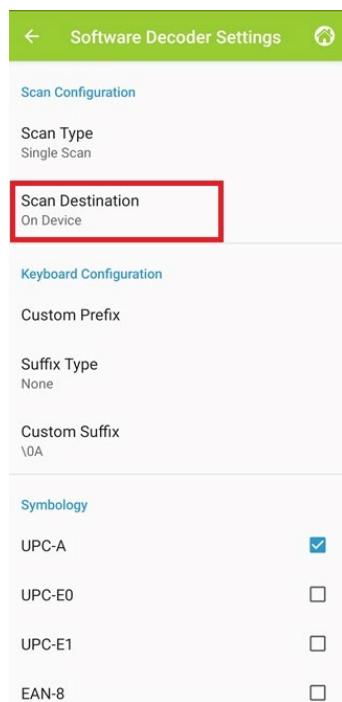 Software Decoder Settings
Scan Configuration
Scan Type
Single Scan
Scan Destination
On Device
Keyboard Configuration
Custom Prefix
Suffix Type
None
Custom Suffix
\0A
Symbology
UPC-A
UPC-E0
UPC-E1
EAN-8